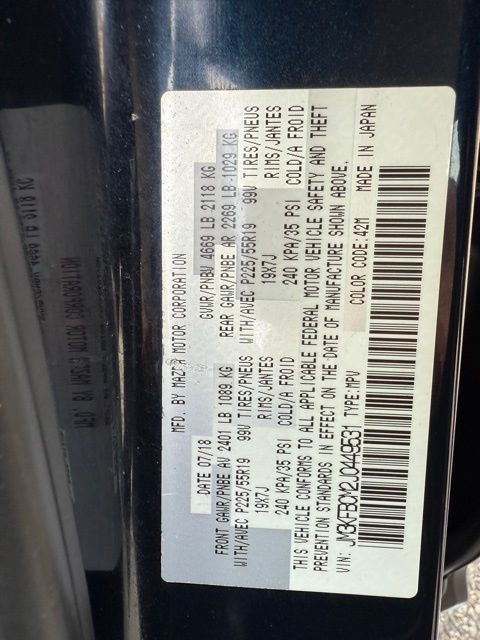 MFD. BY MAZDA MOTOR CORPORATION
DATE 07/18 GVWR/PNBV 4669 LB 2118 KG
FRONT GAWR/PNBE AV 2401 LB 1089 KG REAR GAWR/PNBE AR 2269 LB 1029 KG
WITH/AVEC P225/55R19 99V TIRES/PNEUS WITH/AVEC P225/55R19 99V TIRES/PNEUS
19X7J RIMS/JANTES 19X7J RIMS/JANTES
240 KPA/35 PSI COLD/A FROID 240 KPA/35 PSI COLD/A FROID
THIS VEHICLE CONFORMS TO ALL APPLICABLE FEDERAL MOTOR VEHICLE SAFETY AND THEFT
PREVENTION STANDARDS IN EFFECT ON THE DATE OF MANUFACTURE SHOWN ABOVE.
VIN: JM3KFBCM2J0449531 TYPE:MPV COLOR CODE:42M MADE IN JAPAN